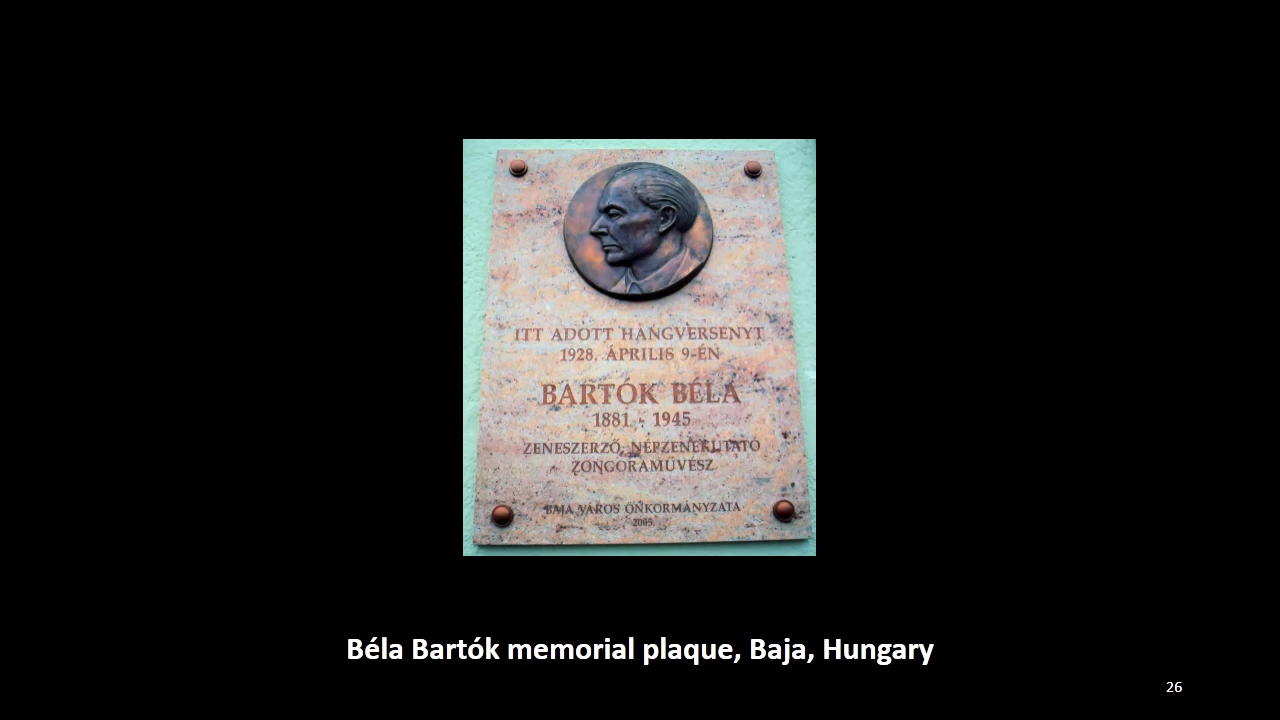 ITT ADOTT HANGVERSENYT
1928. ÁPRILIS 9-ÉN
BARTÓK BÉLA
1881 - 1945
ZENESZERZŐ, NÉPZENEKUTATÓ
ZONGORAMŰVÉSZ
BAJA VÁROS ÖNKORMÁNYZATA
2005.
Béla Bartók memorial plaque, Baja, Hungary
26